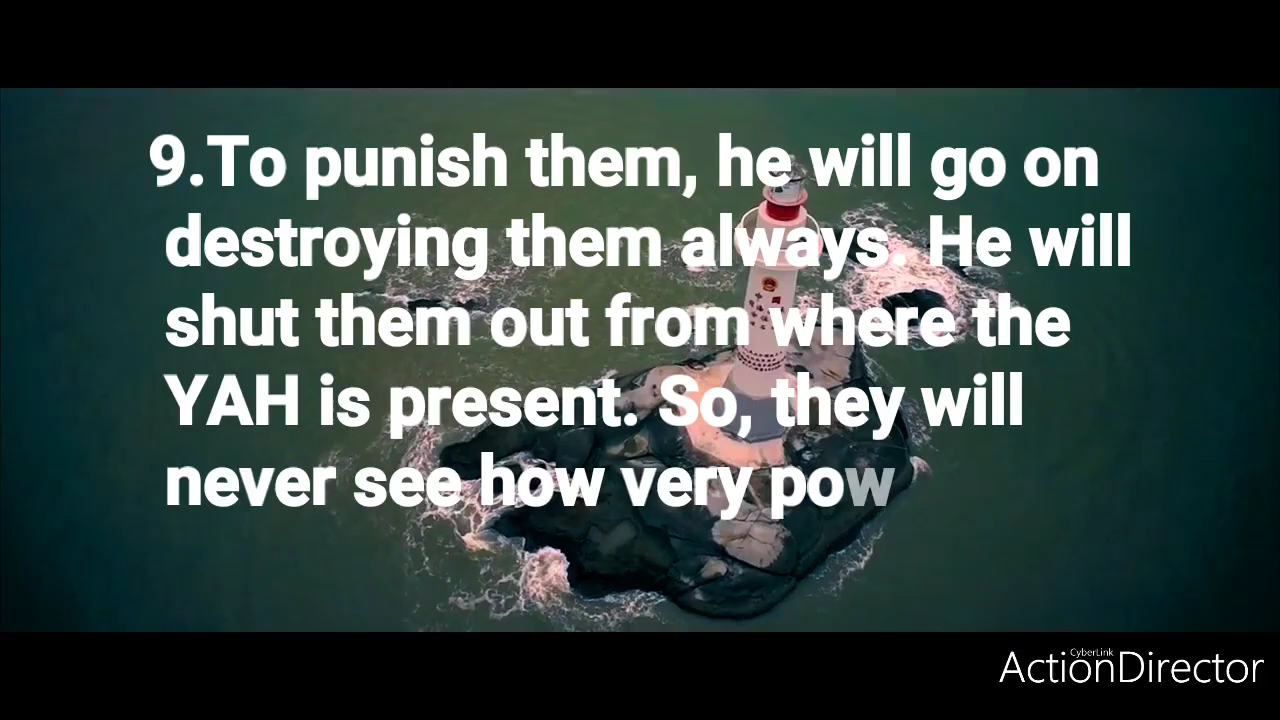 9.To punish them, he will go on
destroying them always. He will
shut them out from where the
YAH is present. So, they will
never see how very pow
CyberLink
ActionDirector